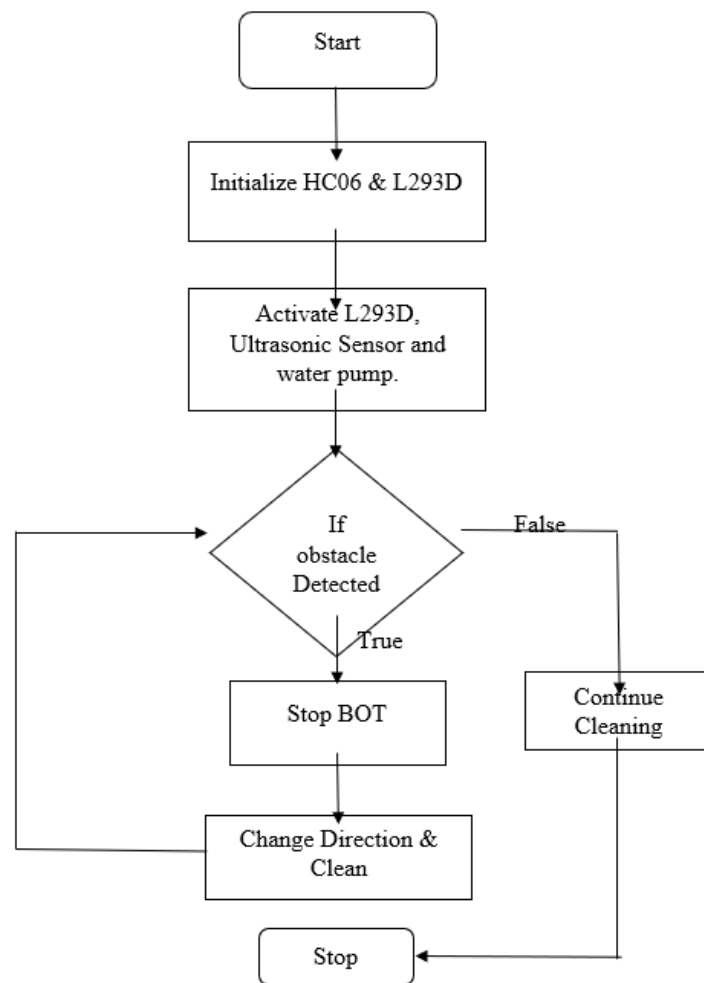 Start
Initialize HC06 & L293D
Activate L293D,
Ultrasonic Sensor and
water pump.
If
obstacle
Detected
False
True
Stop BOT
Continue
Cleaning
Change Direction &
Clean
Stop